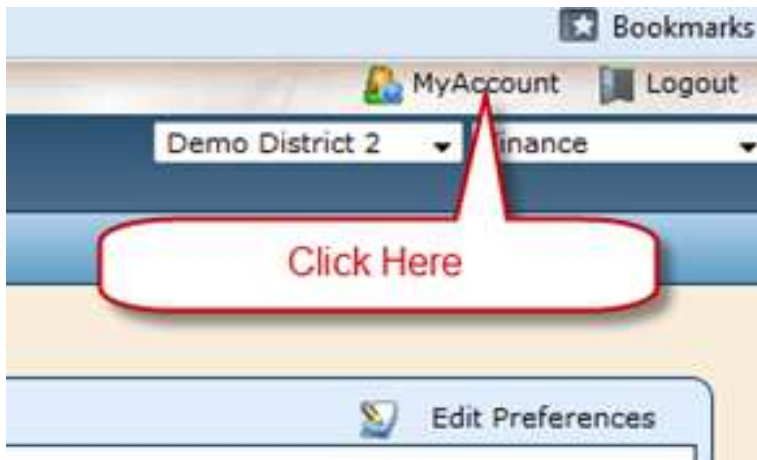 Bookmarks
MyAccount Logout
Demo District 2 inance
Click Here
Edit Preferences